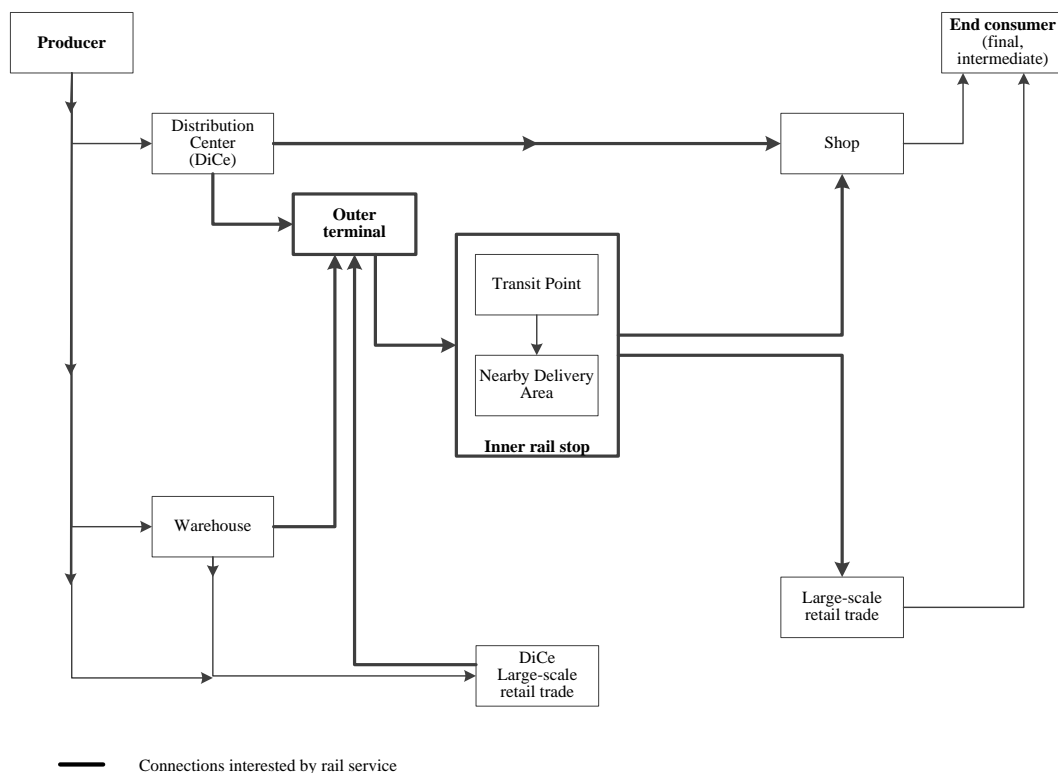 Producer
End consumer
(final,
intermediate)
Distribution
Center
(DiCe)
Shop
Outer
terminal
Transit Point
Nearby Delivery
Area
Inner rail stop
Warehouse
Large-scale
retail trade
DiCe
Large-scale
retail trade
Connections interested by rail service